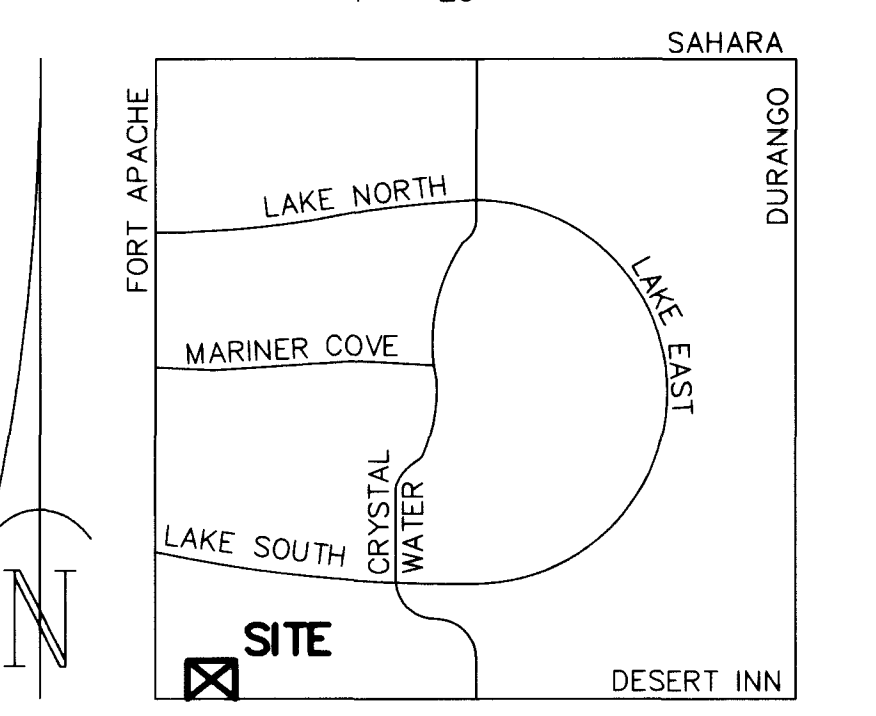 SAHARA
FORT APACHE
DURANGO
LAKE NORTH
LAKE EAST
MARINER COVE
CRYSTAL
WATER
LAKE SOUTH
N
SITE
DESERT INN